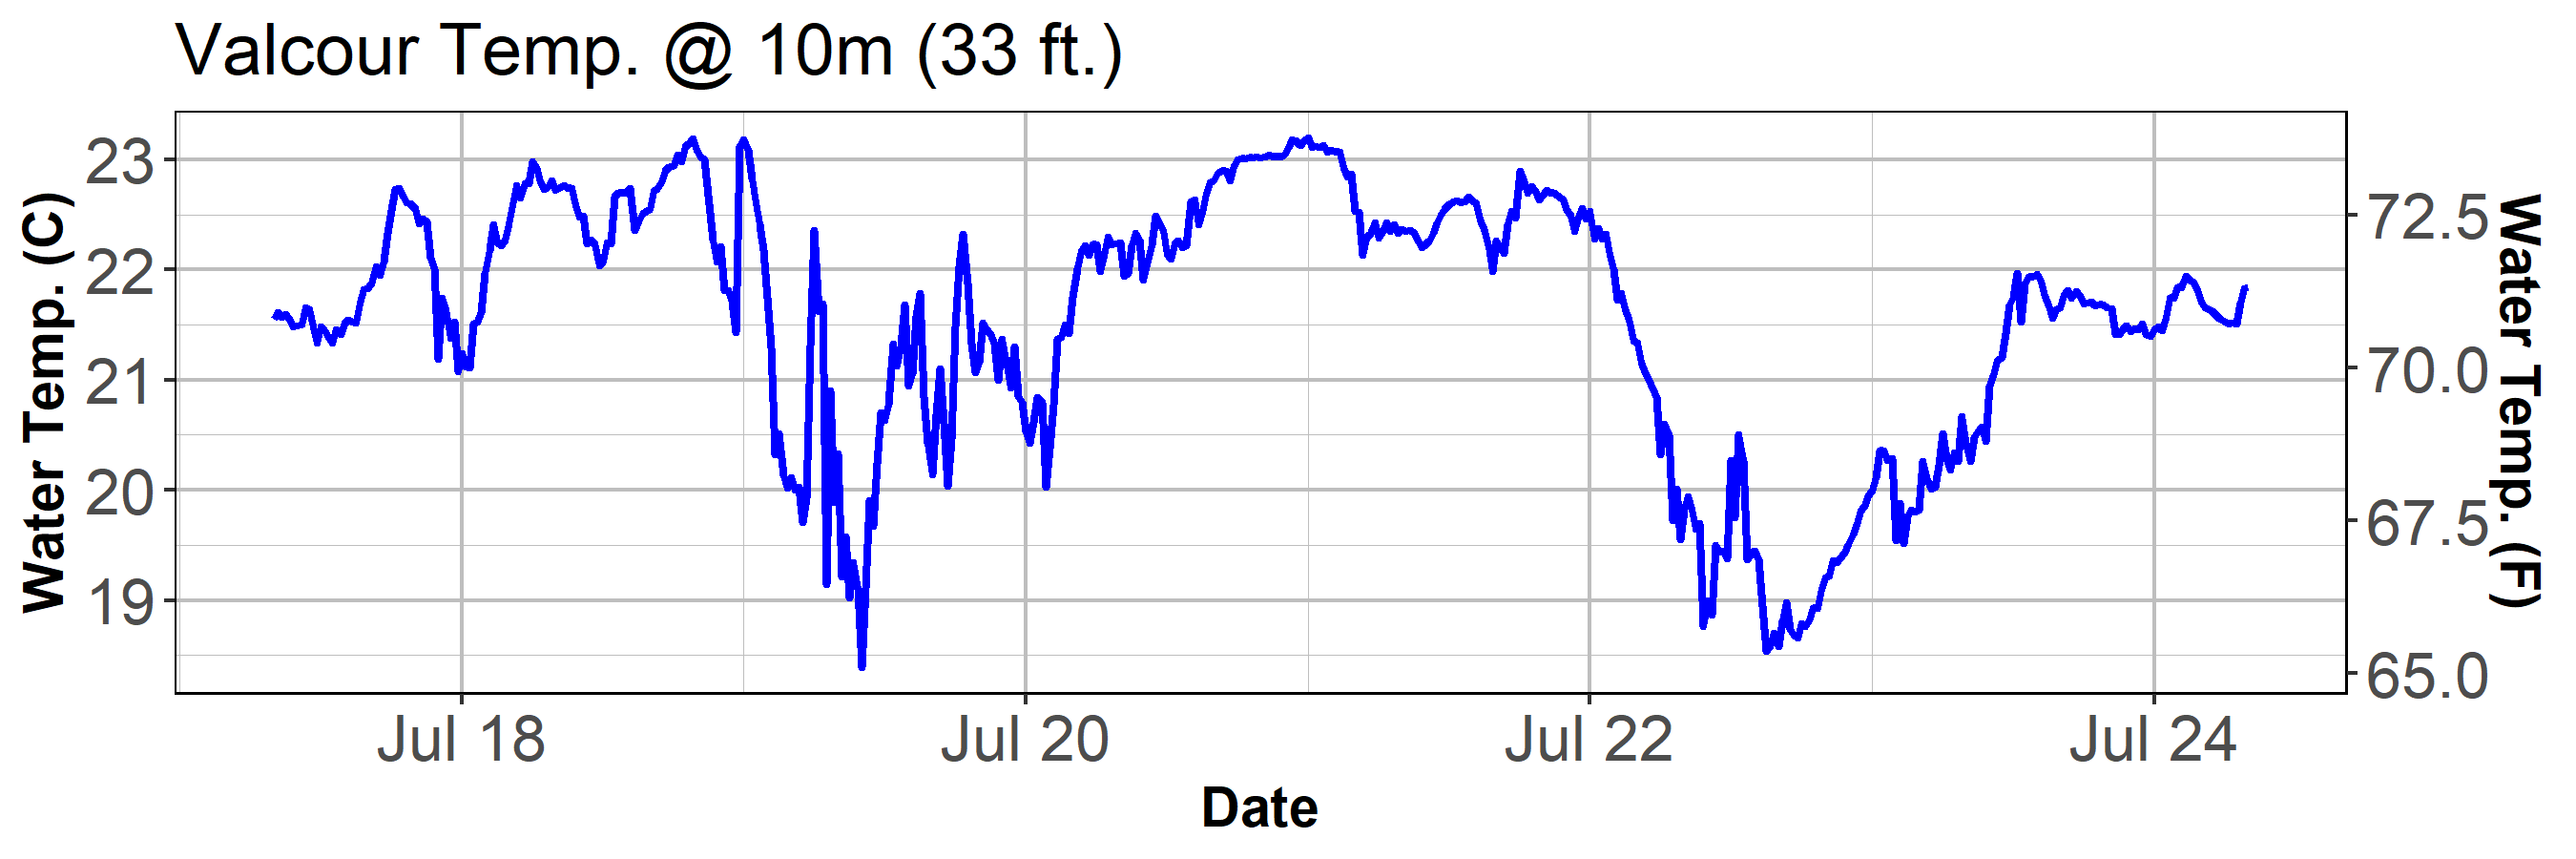 Valcour Temp. @ 10m (33 ft.)
Water Temp. (C)
23
22
21
20
19
72.5
70.0
67.5
65.0
Water Temp. (F)
Jul 18
Jul 20
Jul 22
Jul 24
Date